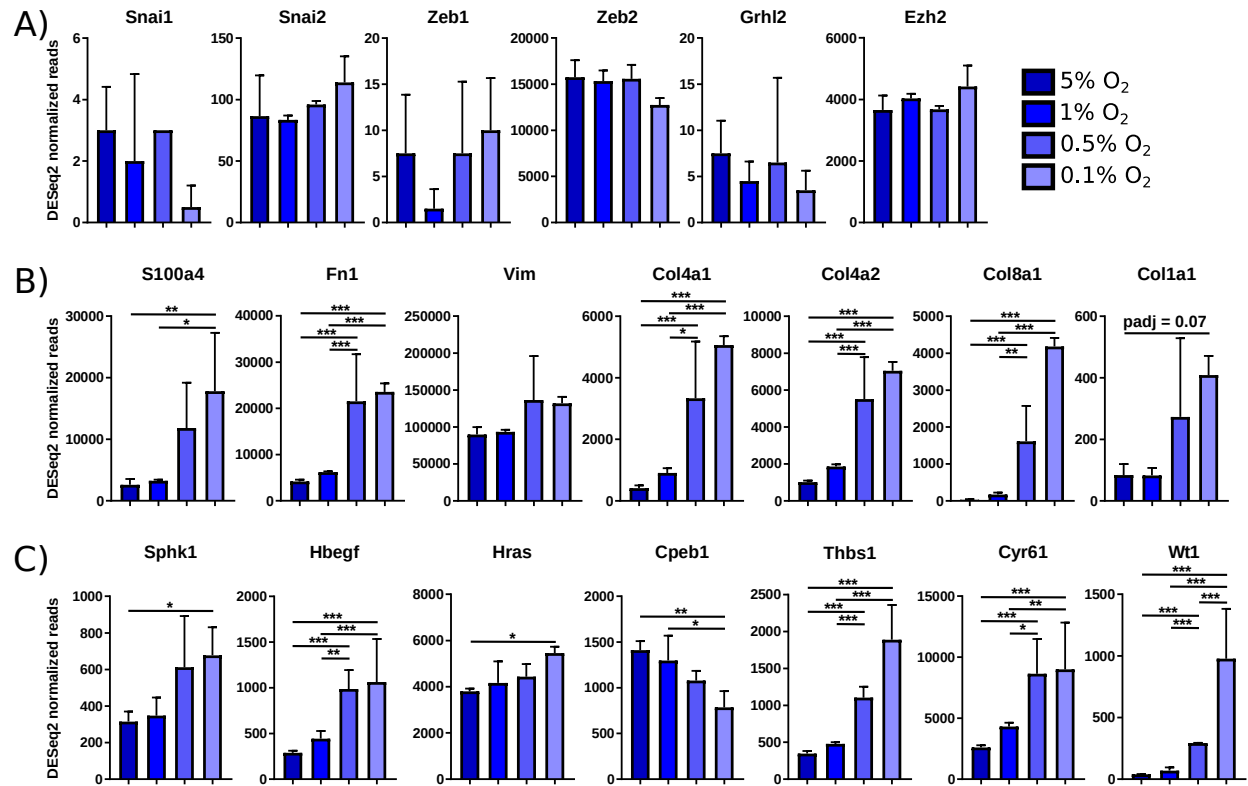 A)
Snai1 Snai2 Zeb1 Zeb2 Grhl2 Ezh2
DESeq2 normalized reads
6 4 2 0
150 100 50 0
20 15 10 5 0
20000 15000 10000 5000 0
20 15 10 5 0
6000 4000 2000 0
5% O₂
1% O₂
0.5% O₂
0.1% O₂
B)
S100a4 Fn1 Vim Col4a1 Col4a2 Col8a1 Col1a1
DESeq2 normalized reads
30000 20000 10000 0
** *
40000 30000 20000 10000 0
*** *** *** ***
250000 200000 150000 100000 50000 0
6000 4000 2000 0
*** *** *** *
10000 8000 6000 4000 2000 0
*** *** *** ***
5000 4000 3000 2000 1000 0
*** *** *** **
600 400 200 0
padj = 0.07
C)
Sphk1 Hbegf Hras Cpeb1 Thbs1 Cyr61 Wt1
DESeq2 normalized reads
1000 800 600 400 200 0
*
2000 1500 1000 500 0
*** *** *** **
8000 6000 4000 2000 0
*
2000 1500 1000 500 0
** *
2500 2000 1500 1000 500 0
*** *** *** ***
15000 10000 5000 0
*** ** *** *
1500 1000 500 0
*** *** *** *** ***